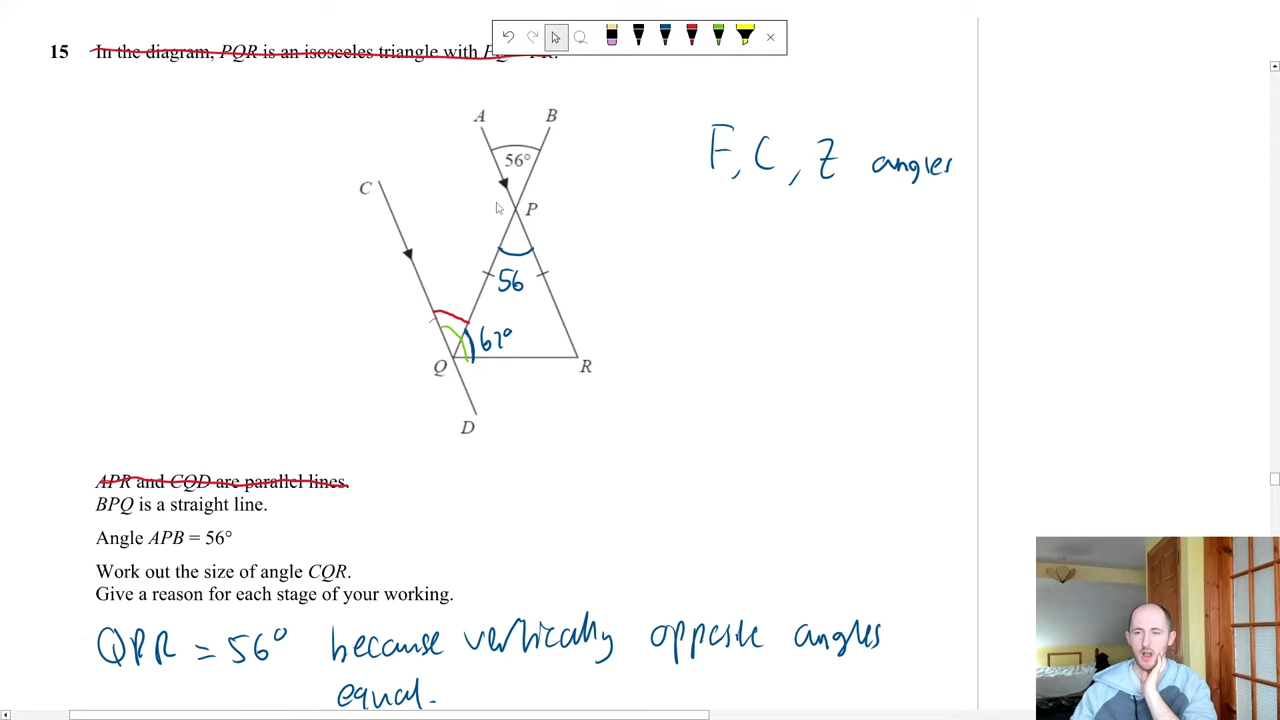 15 In the diagram, PQR is an isosceles triangle with PQ = PR.
A
B
56°
F, C, Z angles
C
P
56
62°
Q
R
D
APR and CQD are parallel lines.
BPQ is a straight line.
Angle APB = 56°
Work out the size of angle CQR.
Give a reason for each stage of your working.
QPR = 56° because vertically opposite angles
equal.